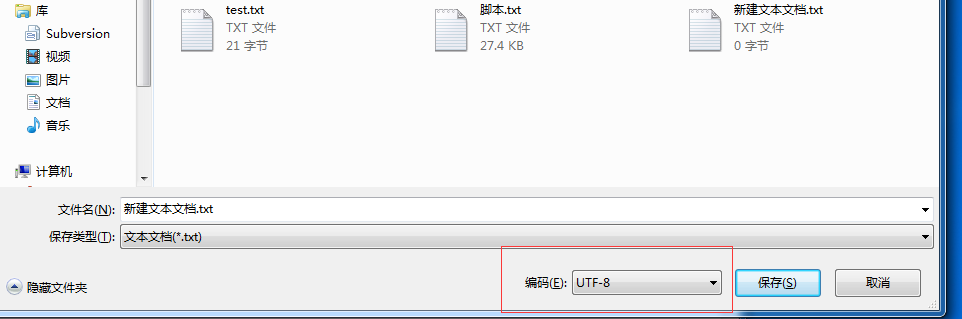 库
Subversion
视频
图片
文档
音乐
计算机
test.txt
TXT 文件
21 字节
脚本.txt
TXT 文件
27.4 KB
新建文本文档.txt
TXT 文件
0 字节
文件名(N): 新建文本文档.txt
保存类型(T): 文本文档(*.txt)
隐藏文件夹 编码(E): UTF-8 保存(S) 取消